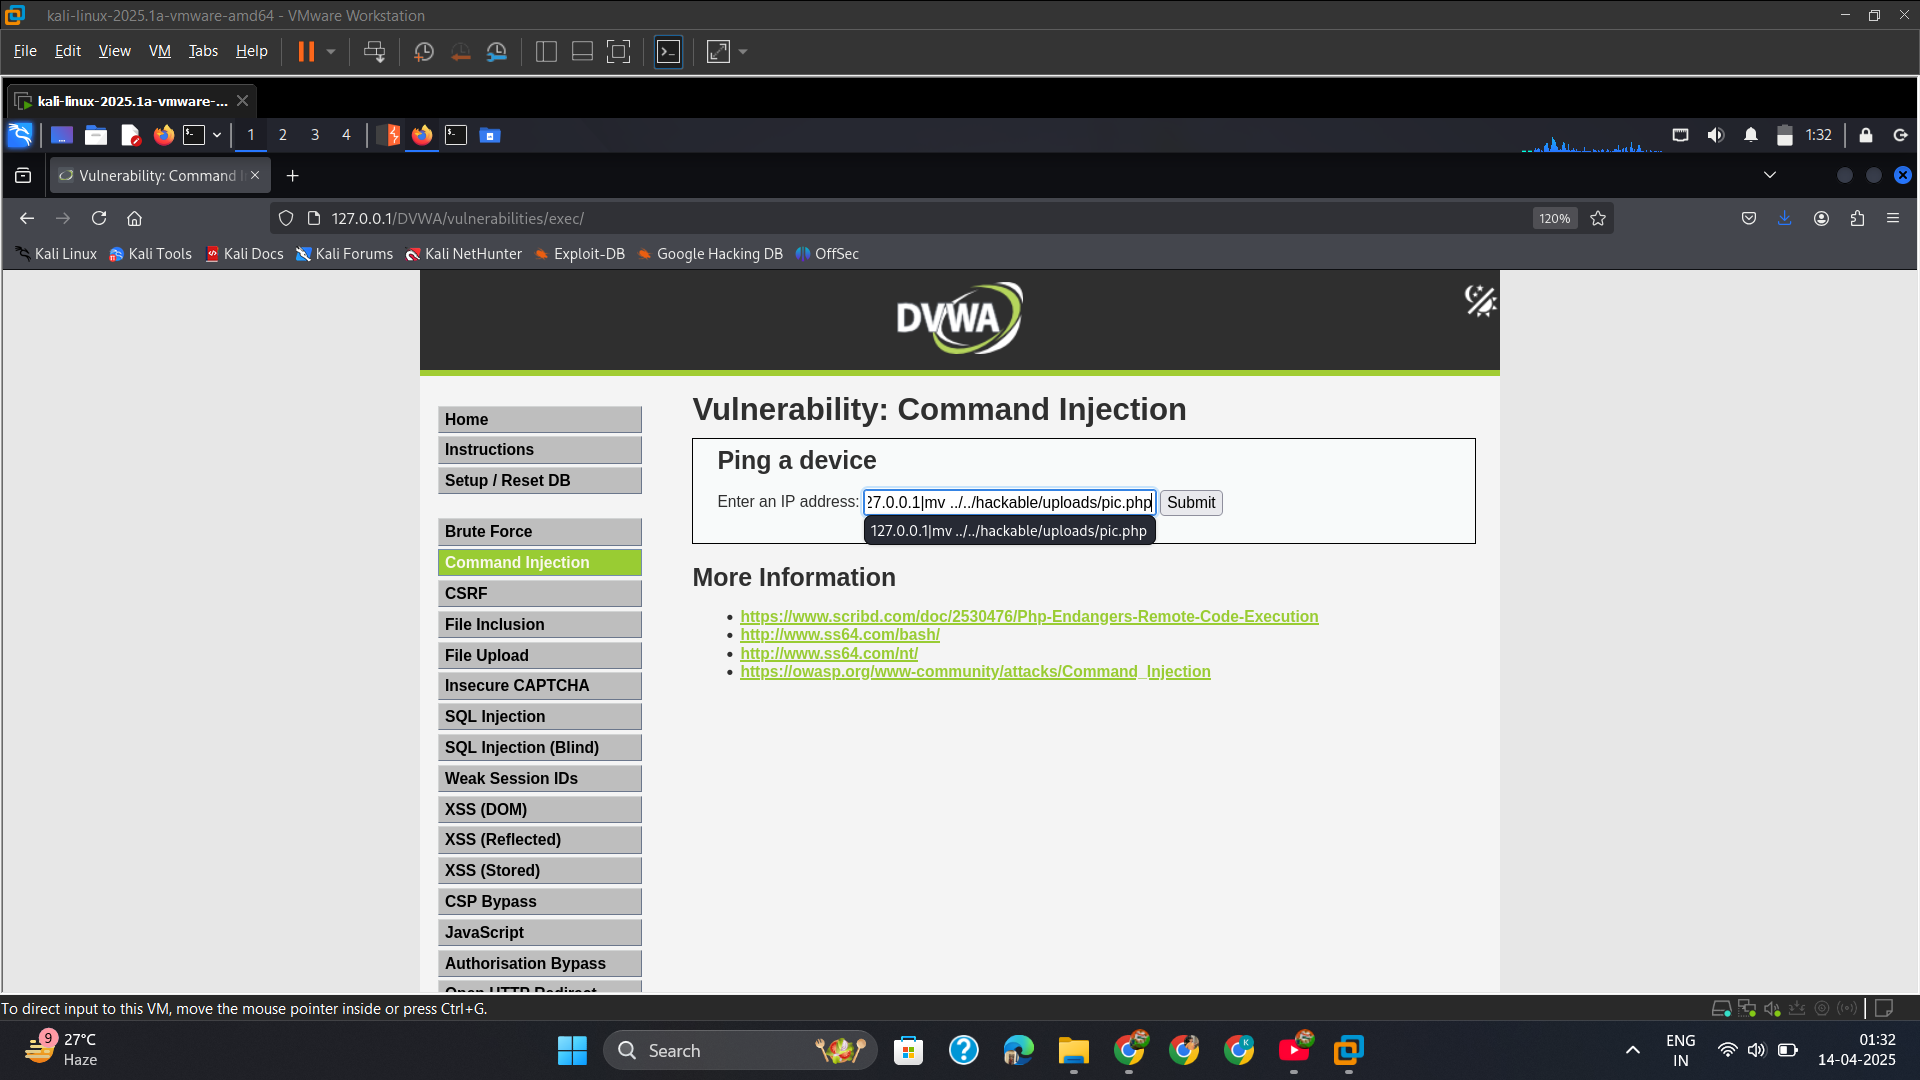 kali-linux-2025.1a-vmware-amd64 - VMware Workstation
File Edit View VM Tabs Help
kali-linux-2025.1a-vmware-...
1 2 3 4 1:32
Vulnerability: Command I
127.0.0.1/DVWA/vulnerabilities/exec/ 120%
Kali Linux Kali Tools Kali Docs Kali Forums Kali NetHunter Exploit-DB Google Hacking DB OffSec
DVWA
Home
Instructions
Setup / Reset DB
Brute Force
Command Injection
CSRF
File Inclusion
File Upload
Insecure CAPTCHA
SQL Injection
SQL Injection (Blind)
Weak Session IDs
XSS (DOM)
XSS (Reflected)
XSS (Stored)
CSP Bypass
JavaScript
Authorisation Bypass
Open HTTP Redirect
Vulnerability: Command Injection
Ping a device
Enter an IP address: 27.0.0.1|mv ../../hackable/uploads/pic.php Submit
127.0.0.1|mv ../../hackable/uploads/pic.php
More Information
https://www.scribd.com/doc/2530476/Php-Endangers-Remote-Code-Execution
http://www.ss64.com/bash/
http://www.ss64.com/nt/
https://owasp.org/www-community/attacks/Command_Injection
To direct input to this VM, move the mouse pointer inside or press Ctrl+G.
9 27°C
Haze
Search
ENG
IN
01:32
14-04-2025